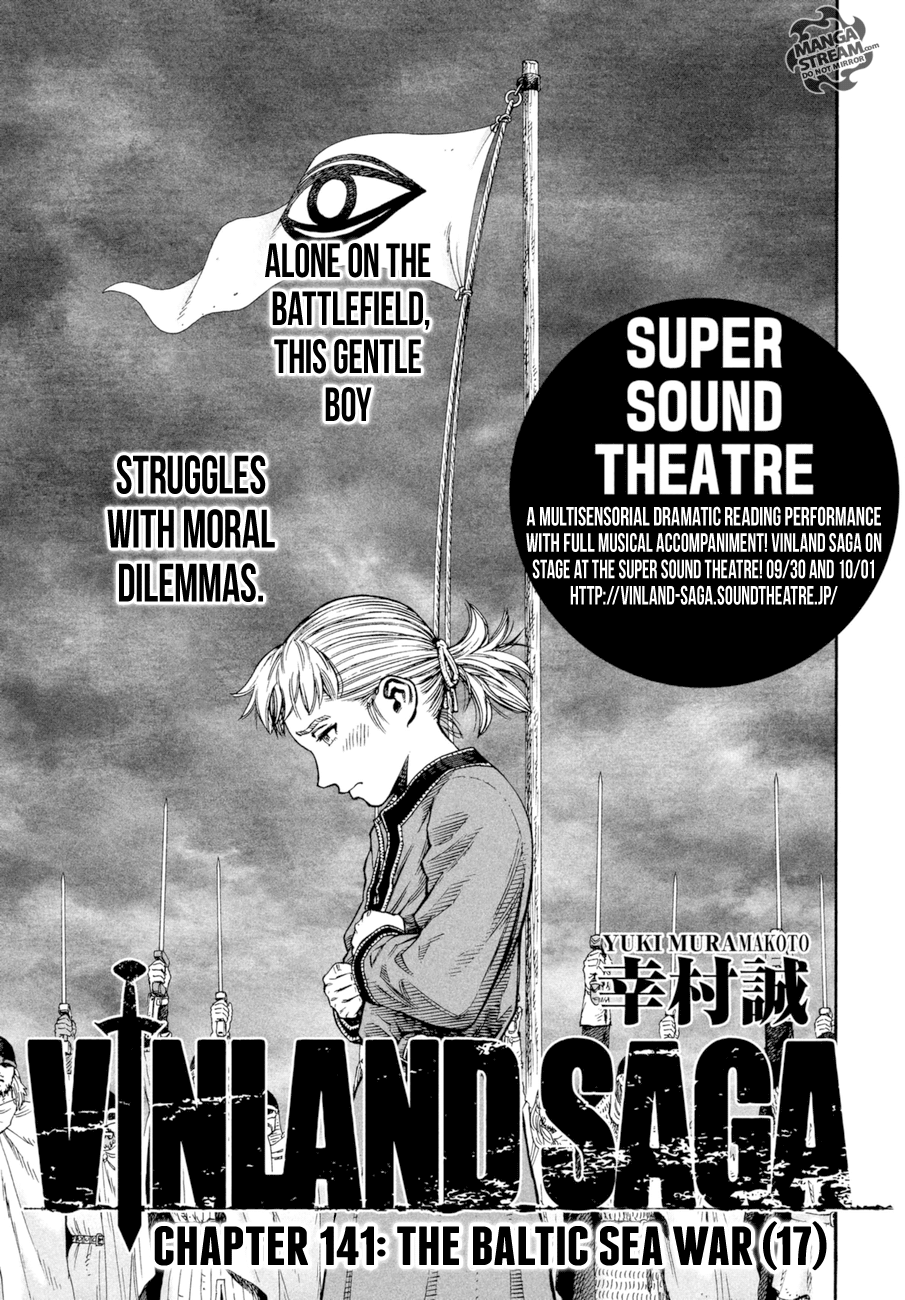 MANGA
STREAM.com
DO NOT MIRROR
ALONE ON THE
BATTLEFIELD,
THIS GENTLE
BOY
STRUGGLES
WITH MORAL
DILEMMAS.
SUPER
SOUND
THEATRE
A MULTISENSORIAL DRAMATIC READING PERFORMANCE
WITH FULL MUSICAL ACCOMPANIMENT! VINLAND SAGA ON
STAGE AT THE SUPER SOUND THEATRE! 09/30 AND 10/01
HTTP://VINLAND-SAGA.SOUNDTHEATRE.JP/
YUKI MURAMAKOTO
幸村誠
VINLAND SAGA
CHAPTER 141: THE BALTIC SEA WAR (17)